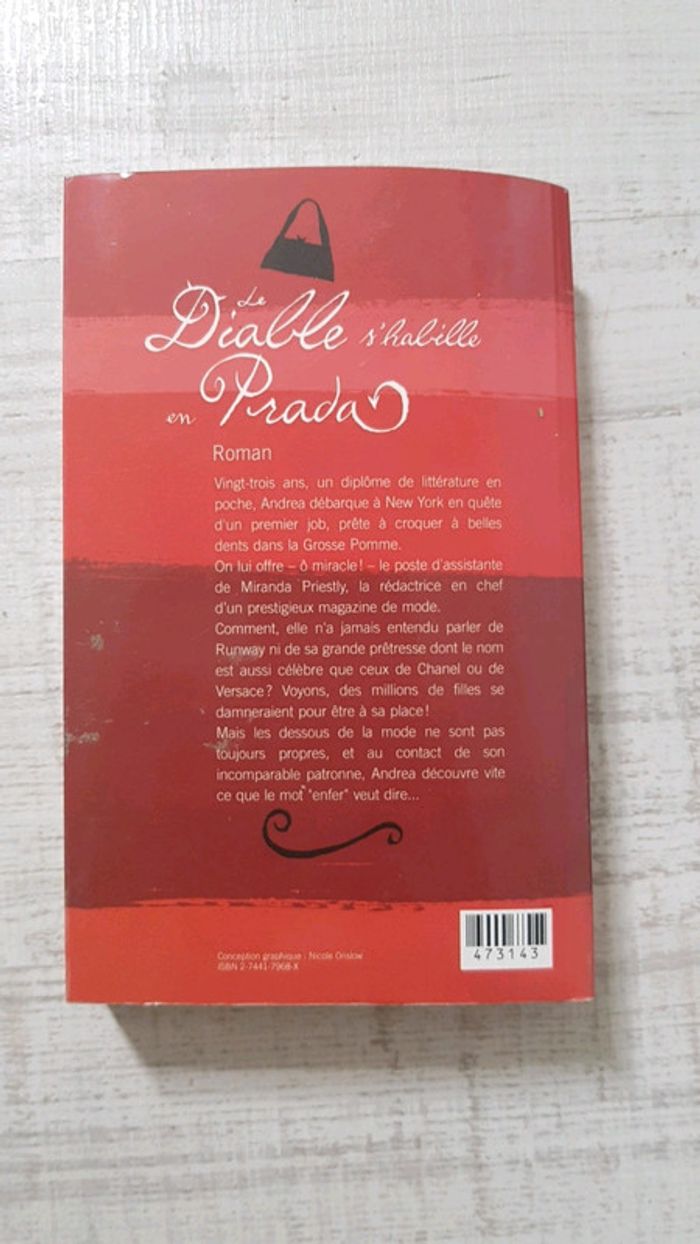 Le
Diable s'habille
en Prada
Roman
Vingt-trois ans, un diplôme de littérature en
poche, Andrea débarque à New York en quête
d'un premier job, prête à croquer à belles
dents dans la Grosse Pomme.
On lui offre – ô miracle! – le poste d'assistante
de Miranda Priestly, la rédactrice en chef
d'un prestigieux magazine de mode.
Comment, elle n'a jamais entendu parler de
Runway ni de sa grande prêtresse dont le nom
est aussi célèbre que ceux de Chanel ou de
Versace? Voyons, des millions de filles se
damneraient pour être à sa place!
Mais les dessous de la mode ne sont pas
toujours propres, et au contact de son
incomparable patronne, Andrea découvre vite
ce que le mot "enfer" veut dire...
Conception graphique : Nicole Onslow
ISBN 2-7441-7968-X
473143